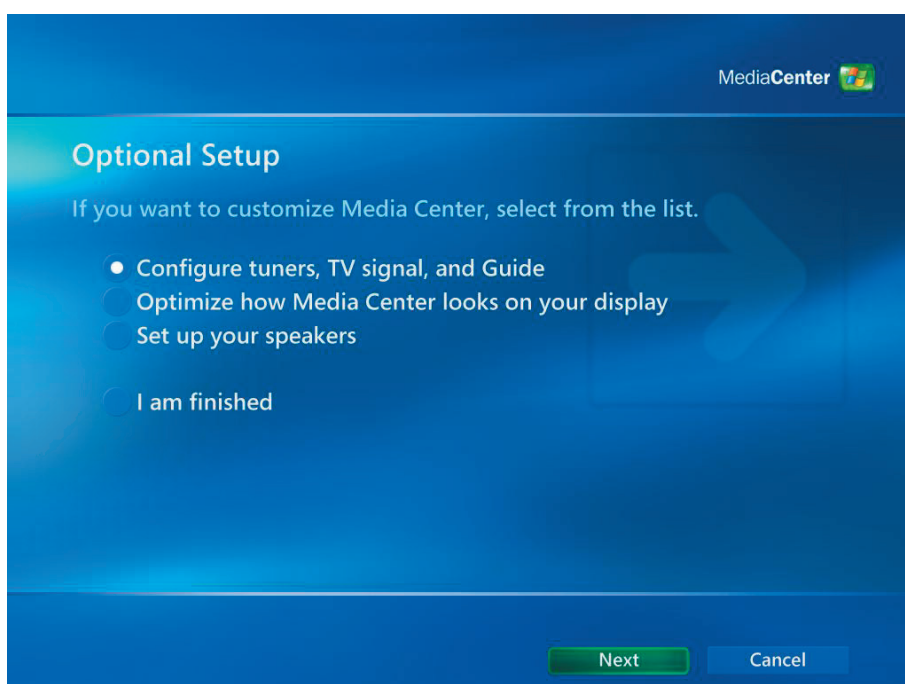 MediaCenter
Optional Setup
If you want to customize Media Center, select from the list.
Configure tuners, TV signal, and Guide
Optimize how Media Center looks on your display
Set up your speakers
I am finished
Next
Cancel